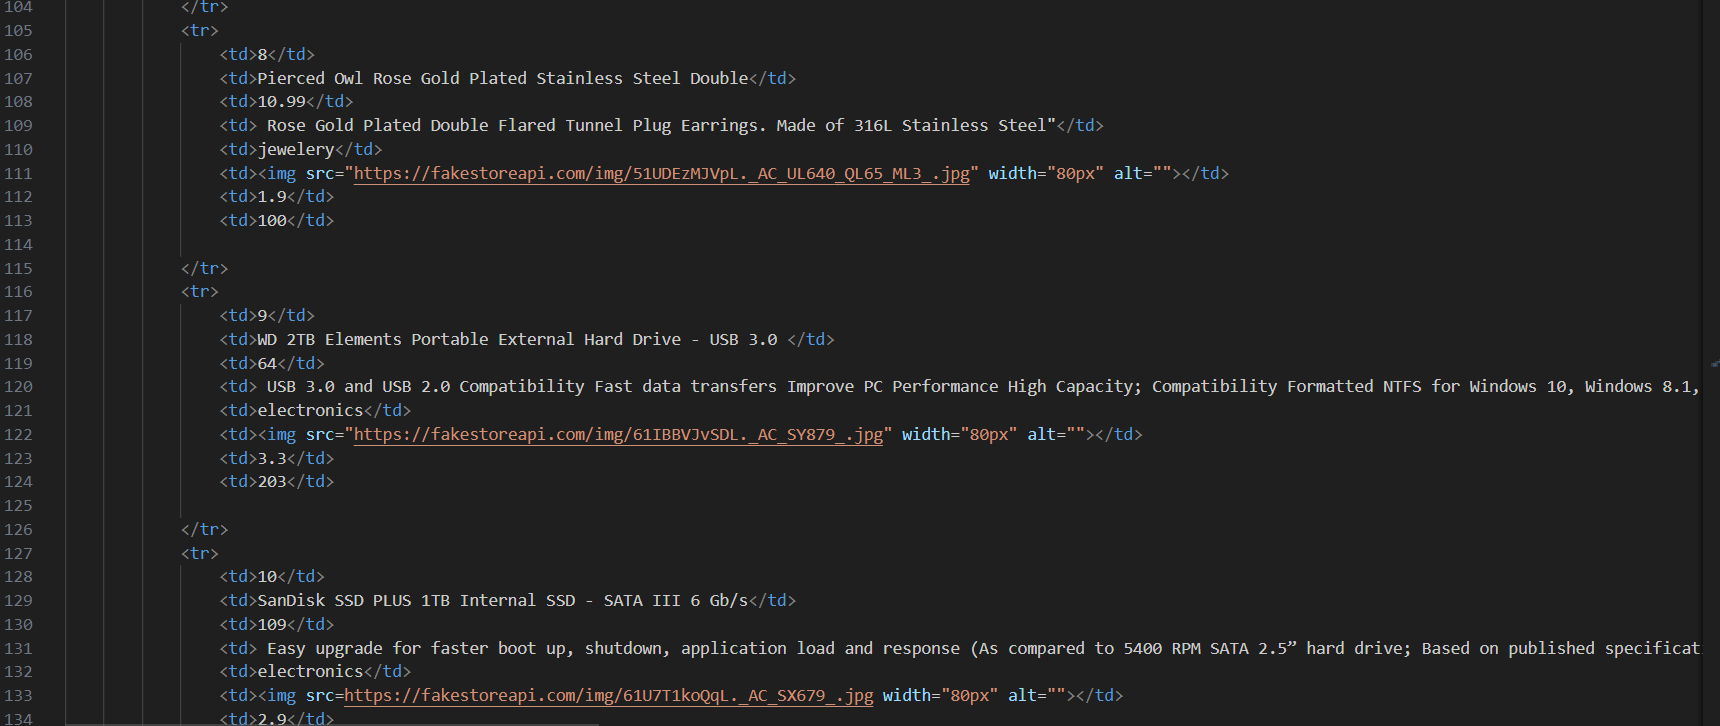 104 </tr>
105 <tr>
106 <td>8</td>
107 <td>Pierced Owl Rose Gold Plated Stainless Steel Double</td>
108 <td>10.99</td>
109 <td> Rose Gold Plated Double Flared Tunnel Plug Earrings. Made of 316L Stainless Steel"</td>
110 <td>jewelery</td>
111 <td><img src="https://fakestoreapi.com/img/51UDEzMJVpL._AC_UL640_QL65_ML3_.jpg" width="80px" alt=""></td>
112 <td>1.9</td>
113 <td>100</td>
114
115 </tr>
116 <tr>
117 <td>9</td>
118 <td>WD 2TB Elements Portable External Hard Drive - USB 3.0 </td>
119 <td>64</td>
120 <td> USB 3.0 and USB 2.0 Compatibility Fast data transfers Improve PC Performance High Capacity; Compatibility Formatted NTFS for Windows 10, Windows 8.1,
121 <td>electronics</td>
122 <td><img src="https://fakestoreapi.com/img/61IBBVJvSDL._AC_SY879_.jpg" width="80px" alt=""></td>
123 <td>3.3</td>
124 <td>203</td>
125
126 </tr>
127 <tr>
128 <td>10</td>
129 <td>SanDisk SSD PLUS 1TB Internal SSD - SATA III 6 Gb/s</td>
130 <td>109</td>
131 <td> Easy upgrade for faster boot up, shutdown, application load and response (As compared to 5400 RPM SATA 2.5” hard drive; Based on published specificat
132 <td>electronics</td>
133 <td><img src=https://fakestoreapi.com/img/61U7T1koQqL._AC_SX679_.jpg width="80px" alt=""></td>
134 <td>2.9</td>